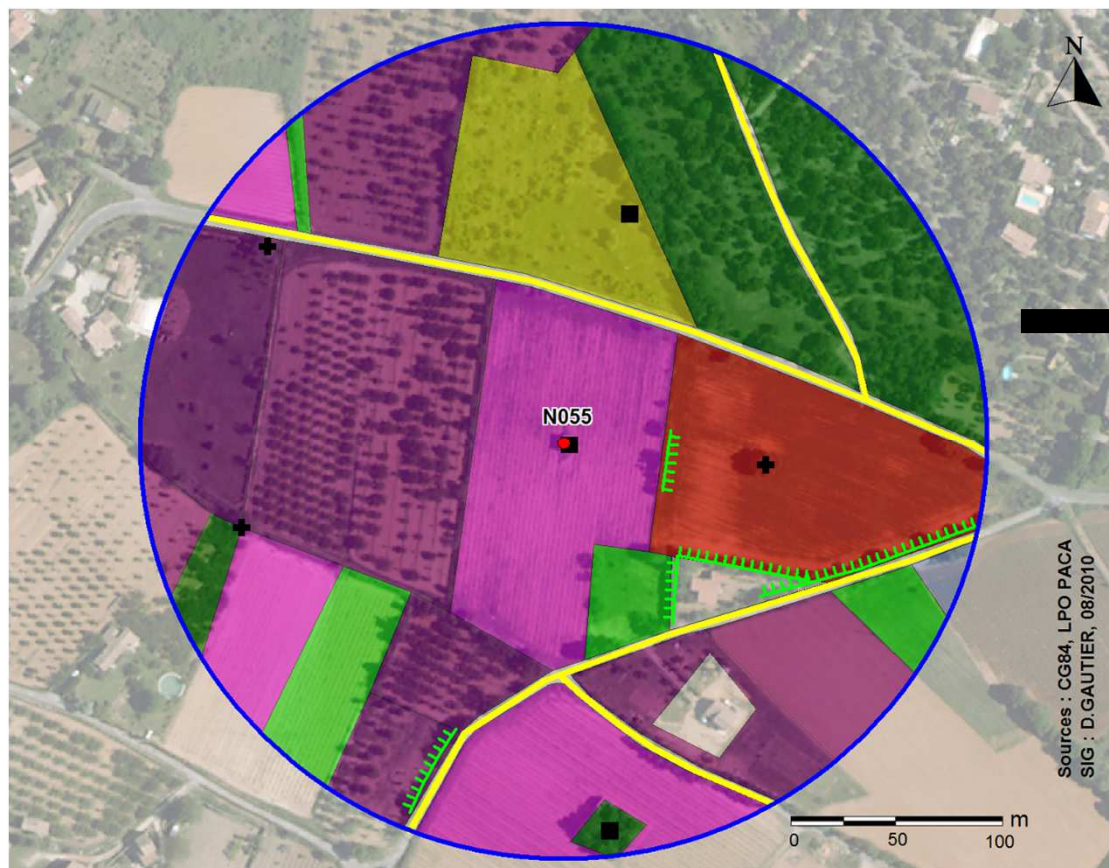 N
N055
Sources : CG84, LPO PACA
SIG : D.GAUTIER, 08/2010
m
0 50 100